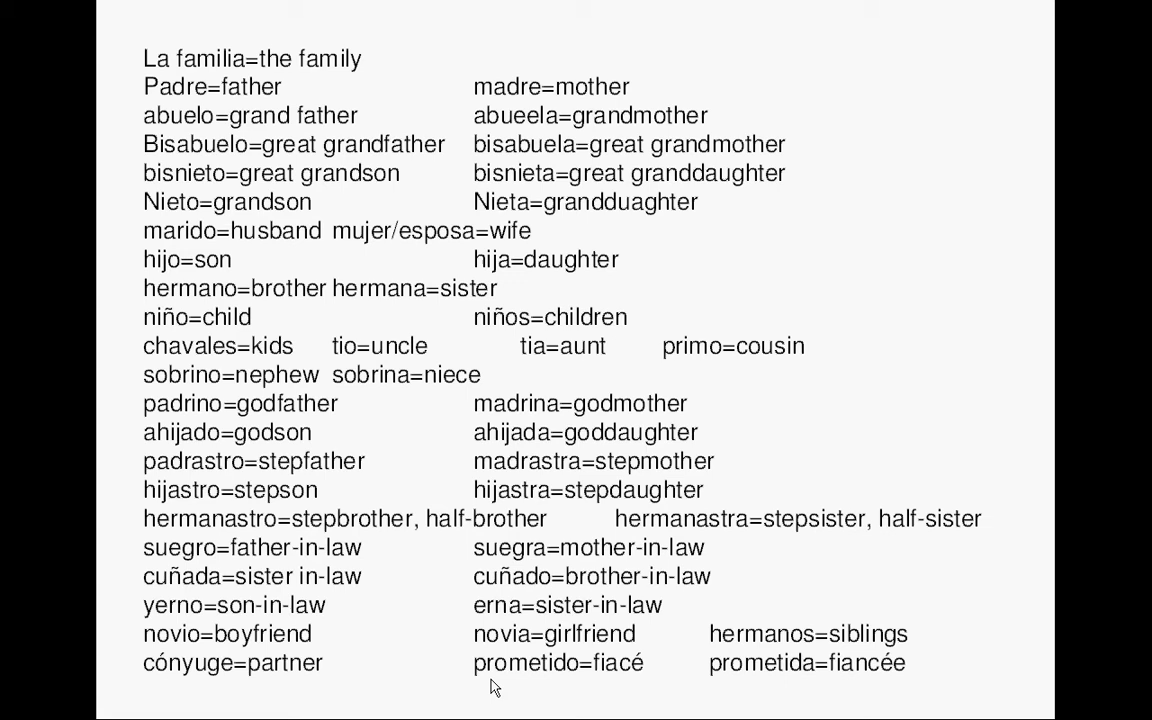 La familia=the family
Padre=father madre=mother
abuelo=grand father abueela=grandmother
Bisabuelo=great grandfather bisabuela=great grandmother
bisnieto=great grandson bisnieta=great granddaughter
Nieto=grandson Nieta=grandduaghter
marido=husband mujer/esposa=wife
hijo=son hija=daughter
hermano=brother hermana=sister
niño=child niños=children
chavales=kids tio=uncle tia=aunt primo=cousin
sobrino=nephew sobrina=niece
padrino=godfather madrina=godmother
ahijado=godson ahijada=goddaughter
padrastro=stepfather madrastra=stepmother
hijastro=stepson hijastra=stepdaughter
hermanastro=stepbrother, half-brother hermanastra=stepsister, half-sister
suegro=father-in-law suegra=mother-in-law
cuñada=sister in-law cuñado=brother-in-law
yerno=son-in-law erna=sister-in-law
novio=boyfriend novia=girlfriend hermanos=siblings
cónyuge=partner prometido=fiacé prometida=fiancée